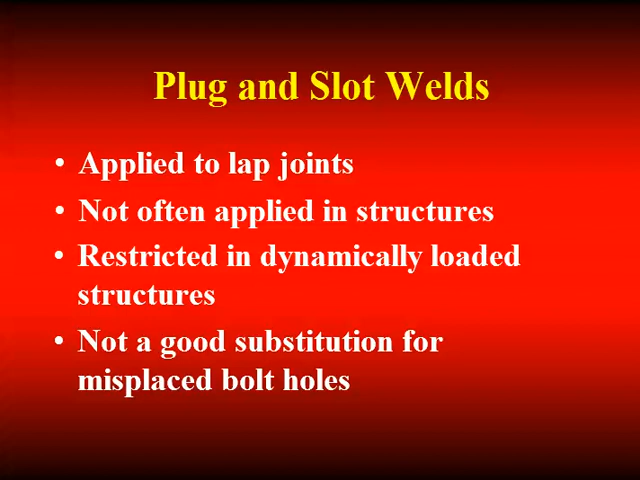 Plug and Slot Welds
• Applied to lap joints
• Not often applied in structures
• Restricted in dynamically loaded
structures
• Not a good substitution for
misplaced bolt holes